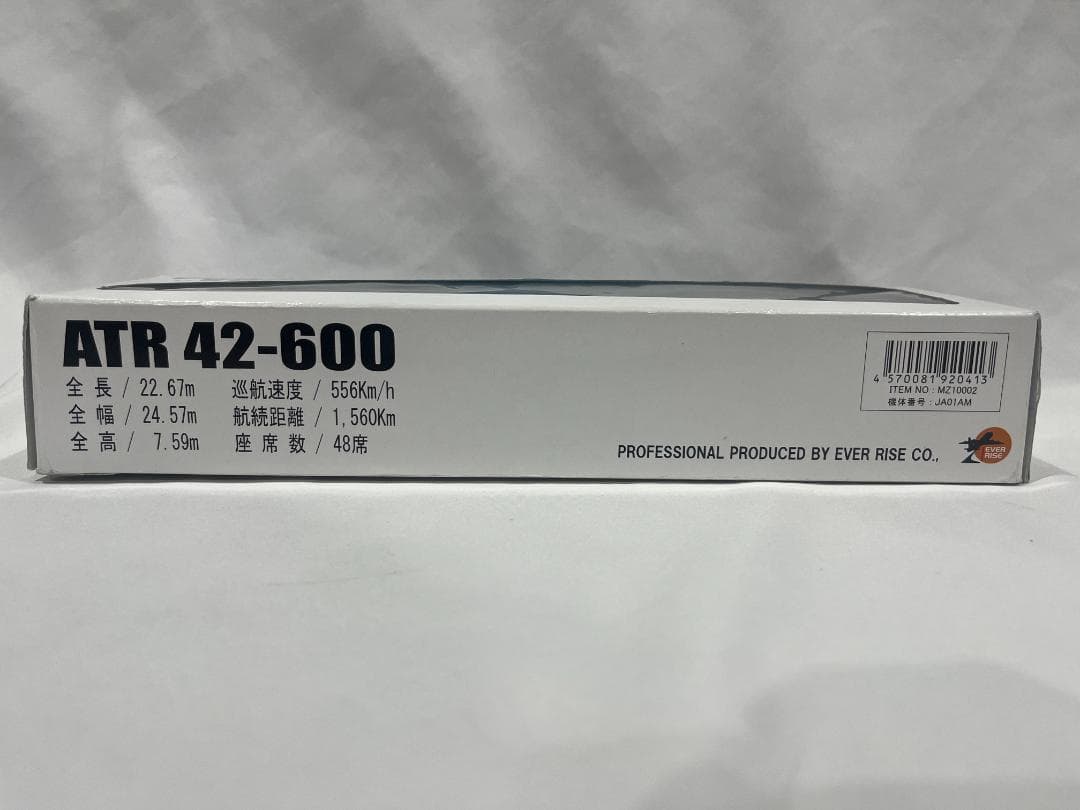 ATR 42-600
全長 / 22.67m 巡航速度 / 556Km/h
全幅 / 24.57m 航続距離 / 1,560Km
全高 / 7.59m 座席数 / 48席
4 570081 920413
ITEM NO : MZ10002
機体番号 : JA01AM
PROFESSIONAL PRODUCED BY EVER RISE CO.,
EVER
RISE